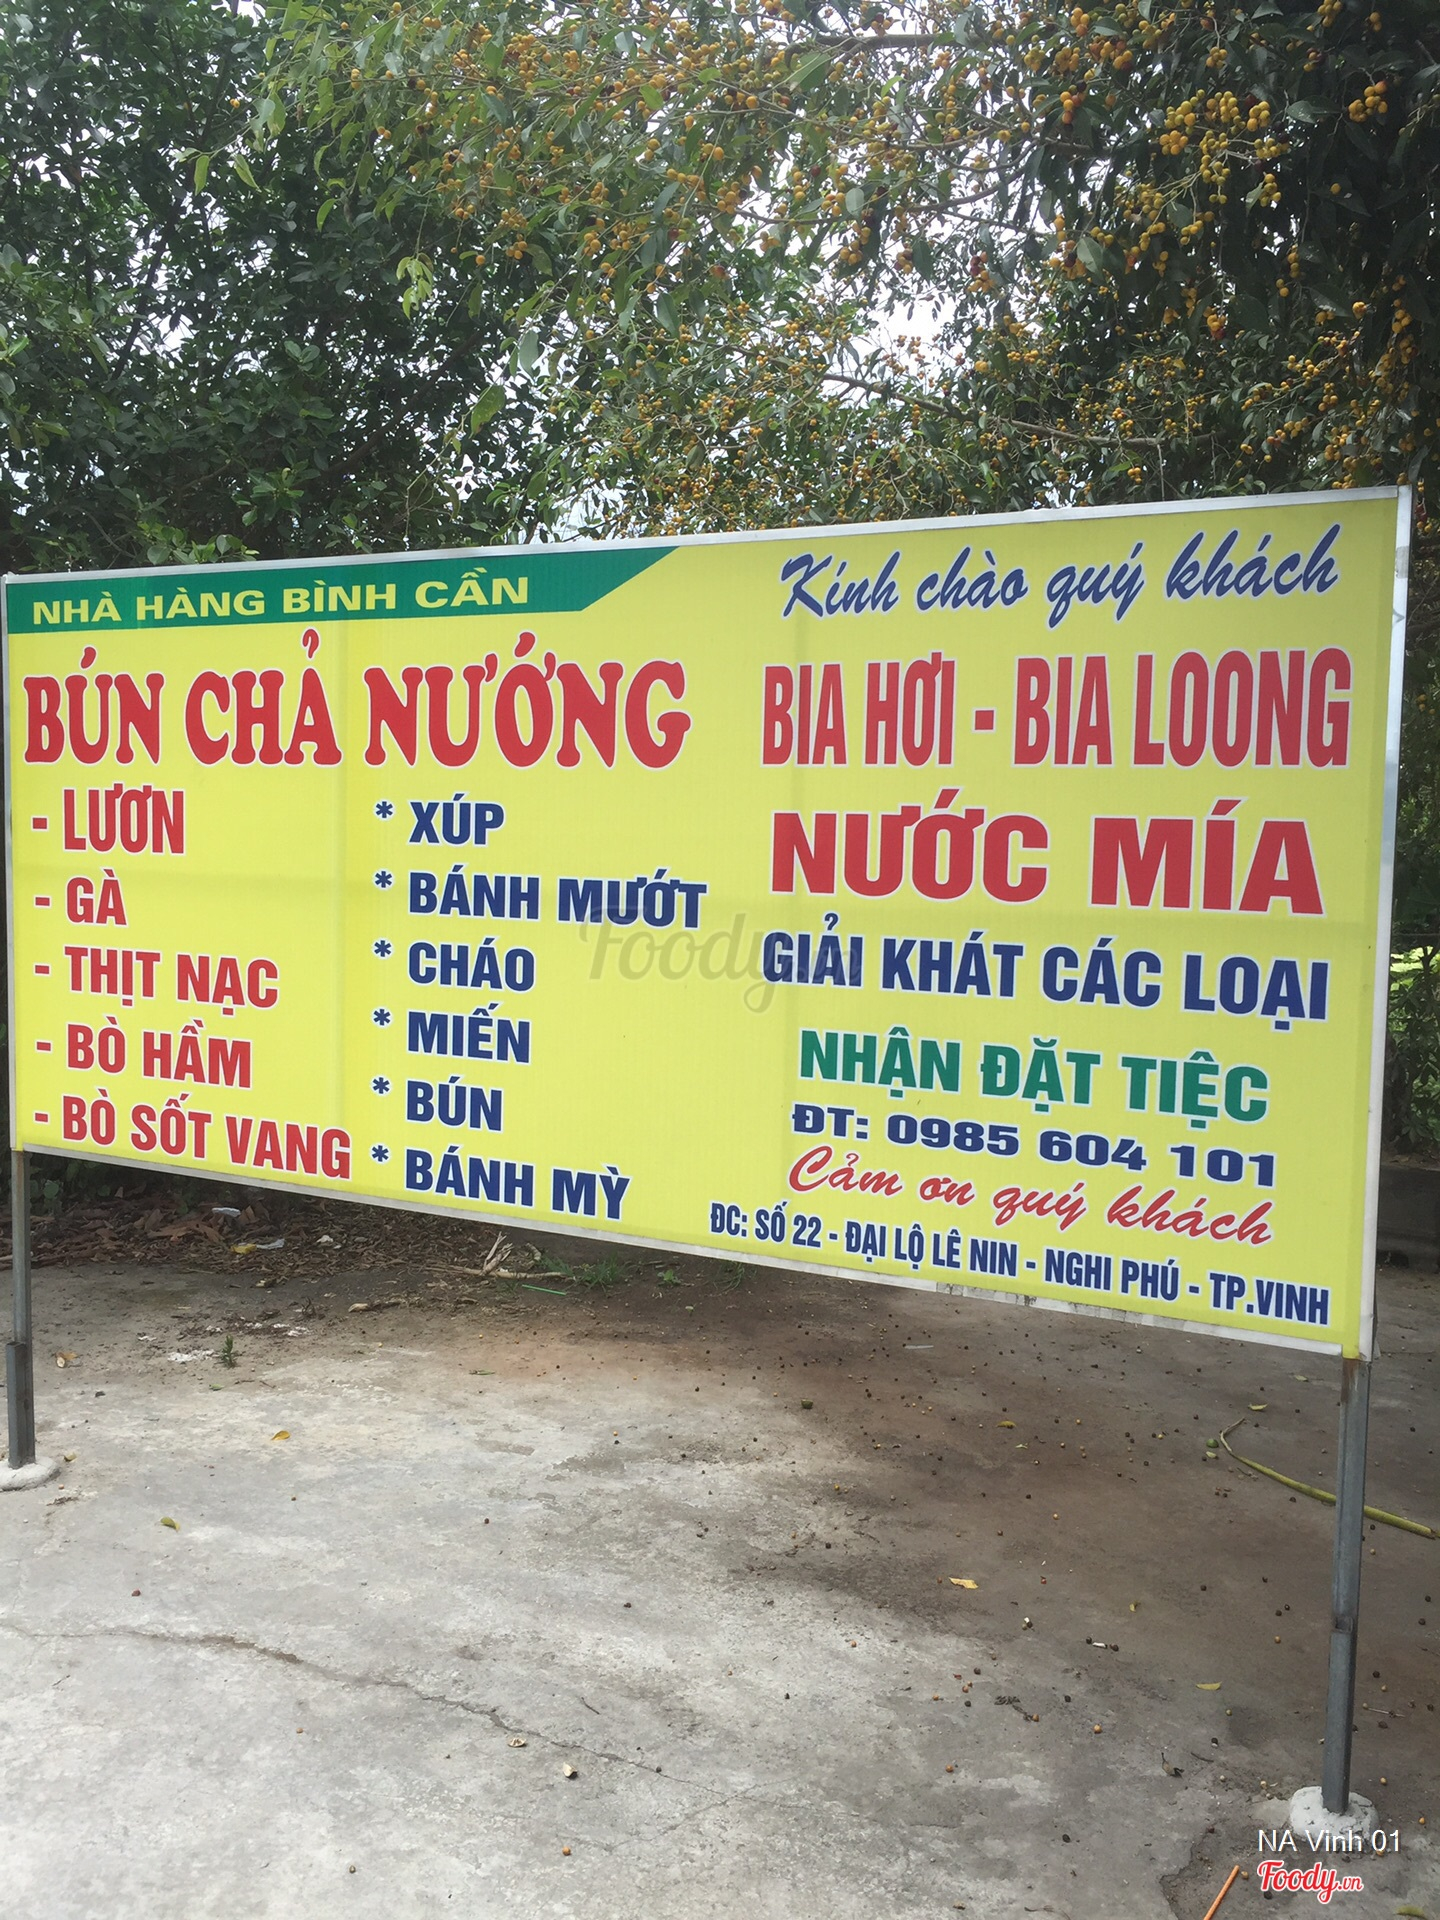 NHÀ HÀNG BÌNH CẦN
BÚN CHẢ NƯỚNG
- LƯƠN
- GÀ
- THỊT NẠC
- BÒ HẦM
- BÒ SỐT VANG
* XÚP
* BÁNH MƯỚT
* CHÁO
* MIẾN
* BÚN
* BÁNH MỲ
Kính chào quý khách
BIA HƠI - BIA LOONG
NƯỚC MÍA
GIẢI KHÁT CÁC LOẠI
NHẬN ĐẶT TIỆC
ĐT: 0985 604 101
Cảm ơn quý khách
ĐC: SỐ 22 - ĐẠI LỘ LÊ NIN - NGHI PHÚ - TP.VINH
Foody.vn
NA Vinh 01
Foody.vn